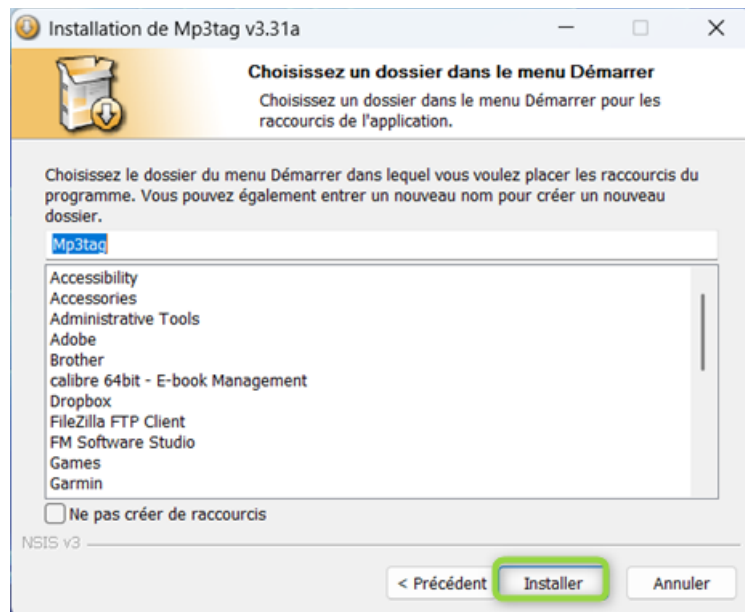 Installation de Mp3tag v3.31a
Choisissez un dossier dans le menu Démarrer
Choisissez un dossier dans le menu Démarrer pour les
raccourcis de l'application.
Choisissez le dossier du menu Démarrer dans lequel vous voulez placer les raccourcis du
programme. Vous pouvez également entrer un nouveau nom pour créer un nouveau
dossier.
Mp3tag
Accessibility
Accessories
Administrative Tools
Adobe
Brother
calibre 64bit - E-book Management
Dropbox
FileZilla FTP Client
FM Software Studio
Games
Garmin
Ne pas créer de raccourcis
NSIS v3
< Précédent Installer Annuler